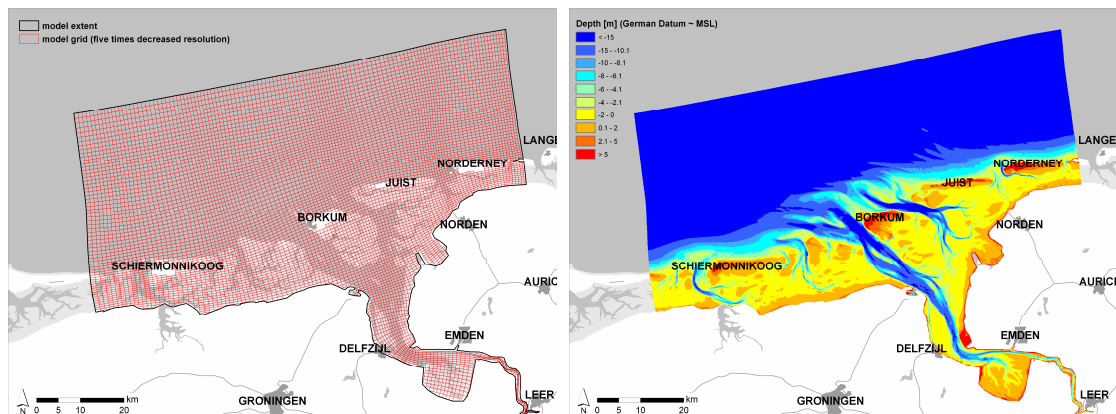 model extent
model grid (five times decreased resolution)
LANGE
NORDERNEY
JUIST
BORKUM
NORDEN
SCHIERMONNIKOOG
AURICI
EMDEN
DELFZIJL
LEER
GRONINGEN
N
0 5 10 20 km
Depth [m] (German Datum ~ MSL)
< -15
-15 - -10.1
-10 - -8.1
-8 - -6.1
-6 - -4.1
-4 - -2.1
-2 - 0
0.1 - 2
2.1 - 5
> 5
LANGE
NORDERNEY
JUIST
BORKUM
NORDEN
SCHIERMONNIKOOG
AURICI
EMDEN
DELFZIJL
LEER
GRONINGEN
N
0 5 10 20 km